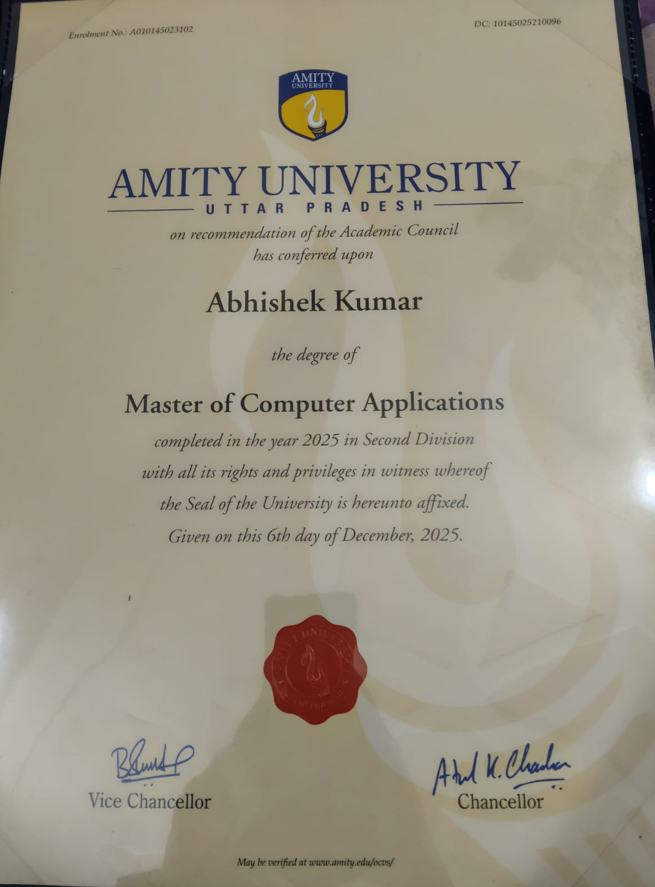 Enrolment No.: A010145023102
DC: 10145025210096
AMITY
UNIVERSITY
AMITY UNIVERSITY
UTTAR PRADESH
on recommendation of the Academic Council
has conferred upon
Abhishek Kumar
the degree of
Master of Computer Applications
completed in the year 2025 in Second Division
with all its rights and privileges in witness whereof
the Seal of the University is hereunto affixed.
Given on this 6th day of December, 2025.
Atul K. Chauhan
Vice Chancellor
Chancellor
May be verified at www.amity.edu/ocvs/